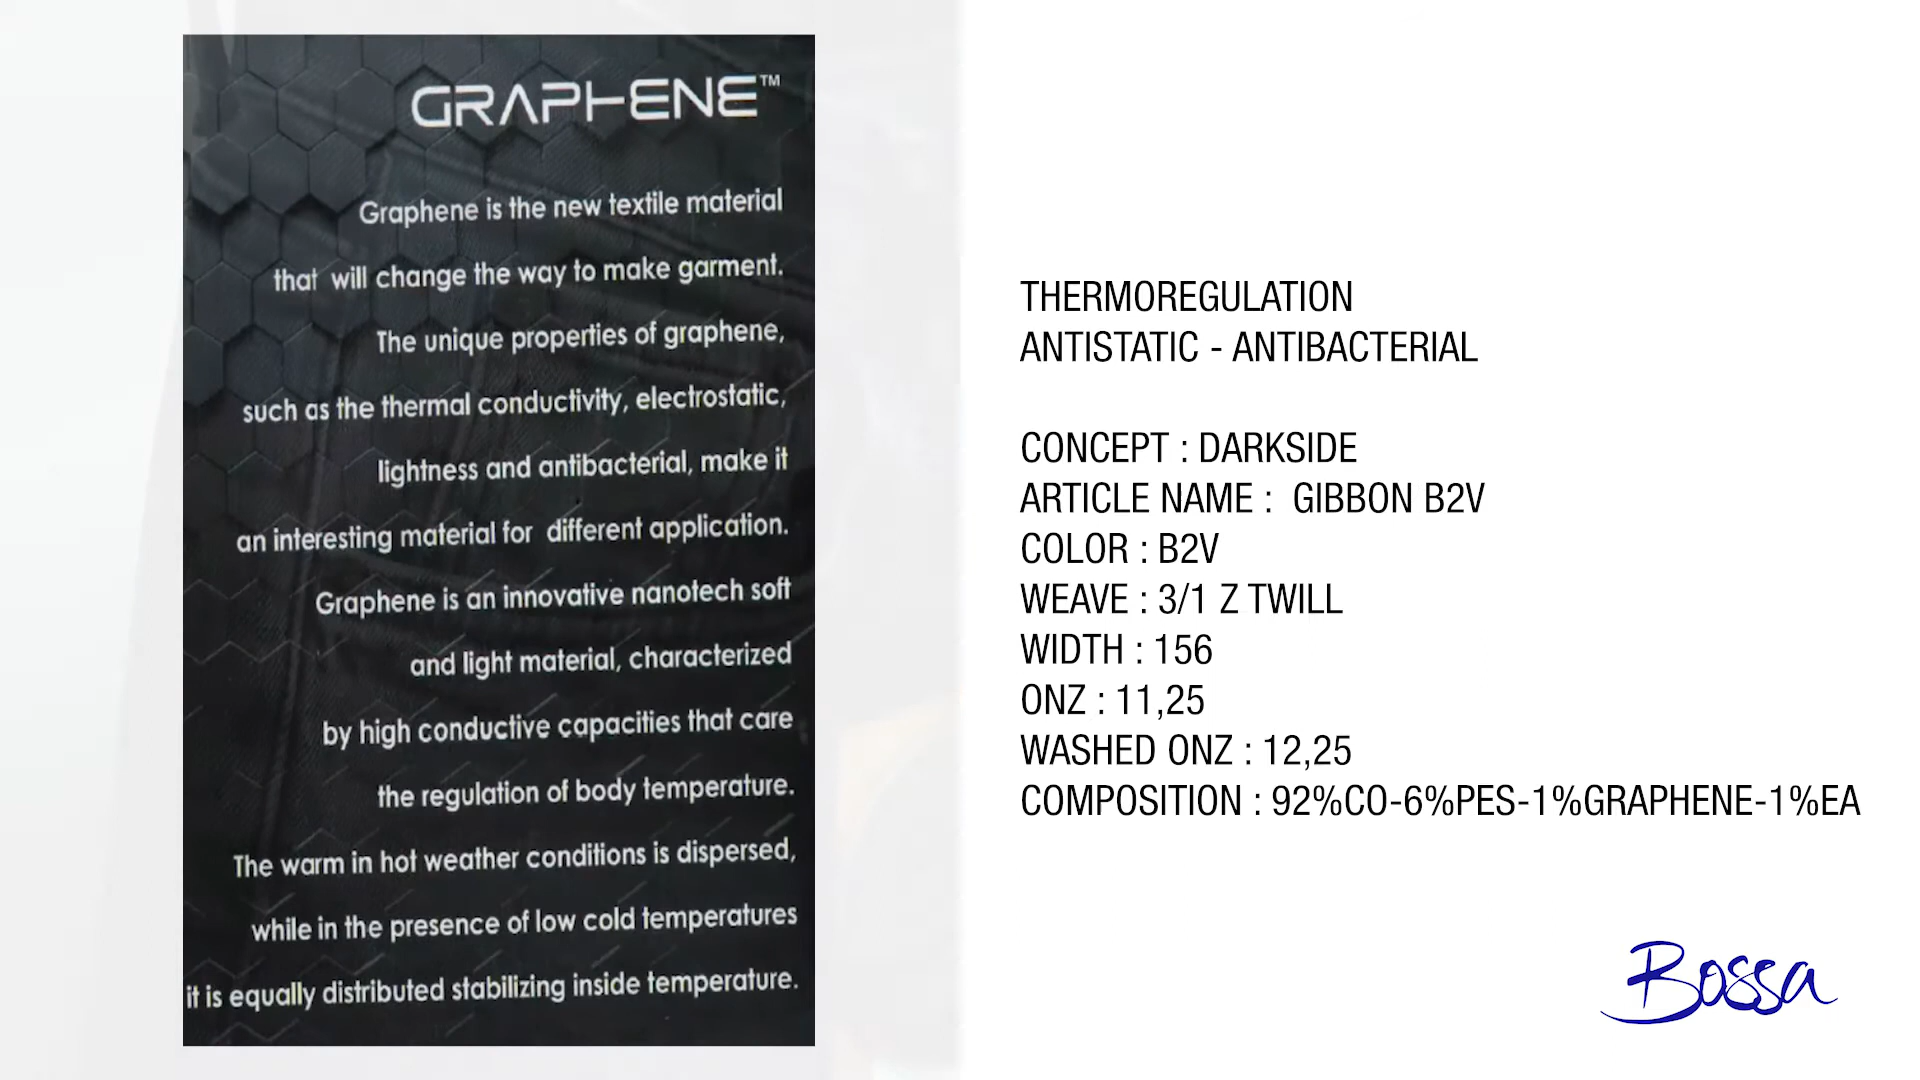 GRAPHENE™
Graphene is the new textile material
that will change the way to make garment.
The unique properties of graphene,
such as the thermal conductivity, electrostatic,
lightness and antibacterial, make it
an interesting material for different application.
Graphene is an innovative nanotech soft
and light material, characterized
by high conductive capacities that care
the regulation of body temperature.
The warm in hot weather conditions is dispersed,
while in the presence of low cold temperatures
it is equally distributed stabilizing inside temperature.
THERMOREGULATION
ANTISTATIC - ANTIBACTERIAL
CONCEPT : DARKSIDE
ARTICLE NAME : GIBBON B2V
COLOR : B2V
WEAVE : 3/1 Z TWILL
WIDTH : 156
ONZ : 11,25
WASHED ONZ : 12,25
COMPOSITION : 92%CO-6%PES-1%GRAPHENE-1%EA
Bossa